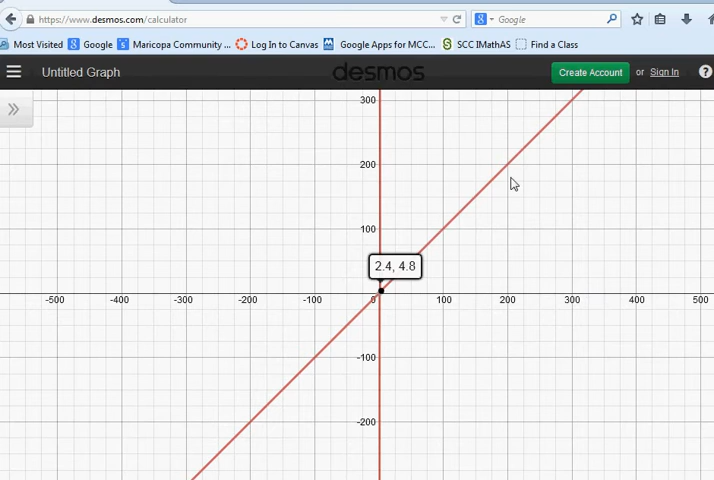 https://www.desmos.com/calculator
Google
Most Visited Google Maricopa Community ... Log In to Canvas Google Apps for MCC... SCC IMathAS Find a Class
Untitled Graph desmos Create Account or Sign In ?
300
200
100
2.4, 4.8
-500 -400 -300 -200 -100 0 100 200 300 400 500
-100
-200